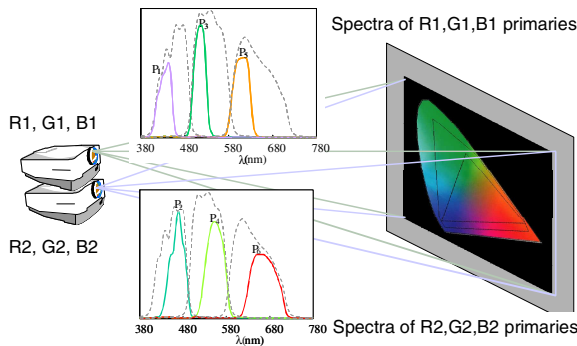 Spectra of R1,G1,B1 primaries
P1
P3
P5
380 480 580 680 780
λ(nm)
R1, G1, B1
R2, G2, B2
P2
P4
P6
380 480 580 680 780
λ(nm)
Spectra of R2,G2,B2 primaries